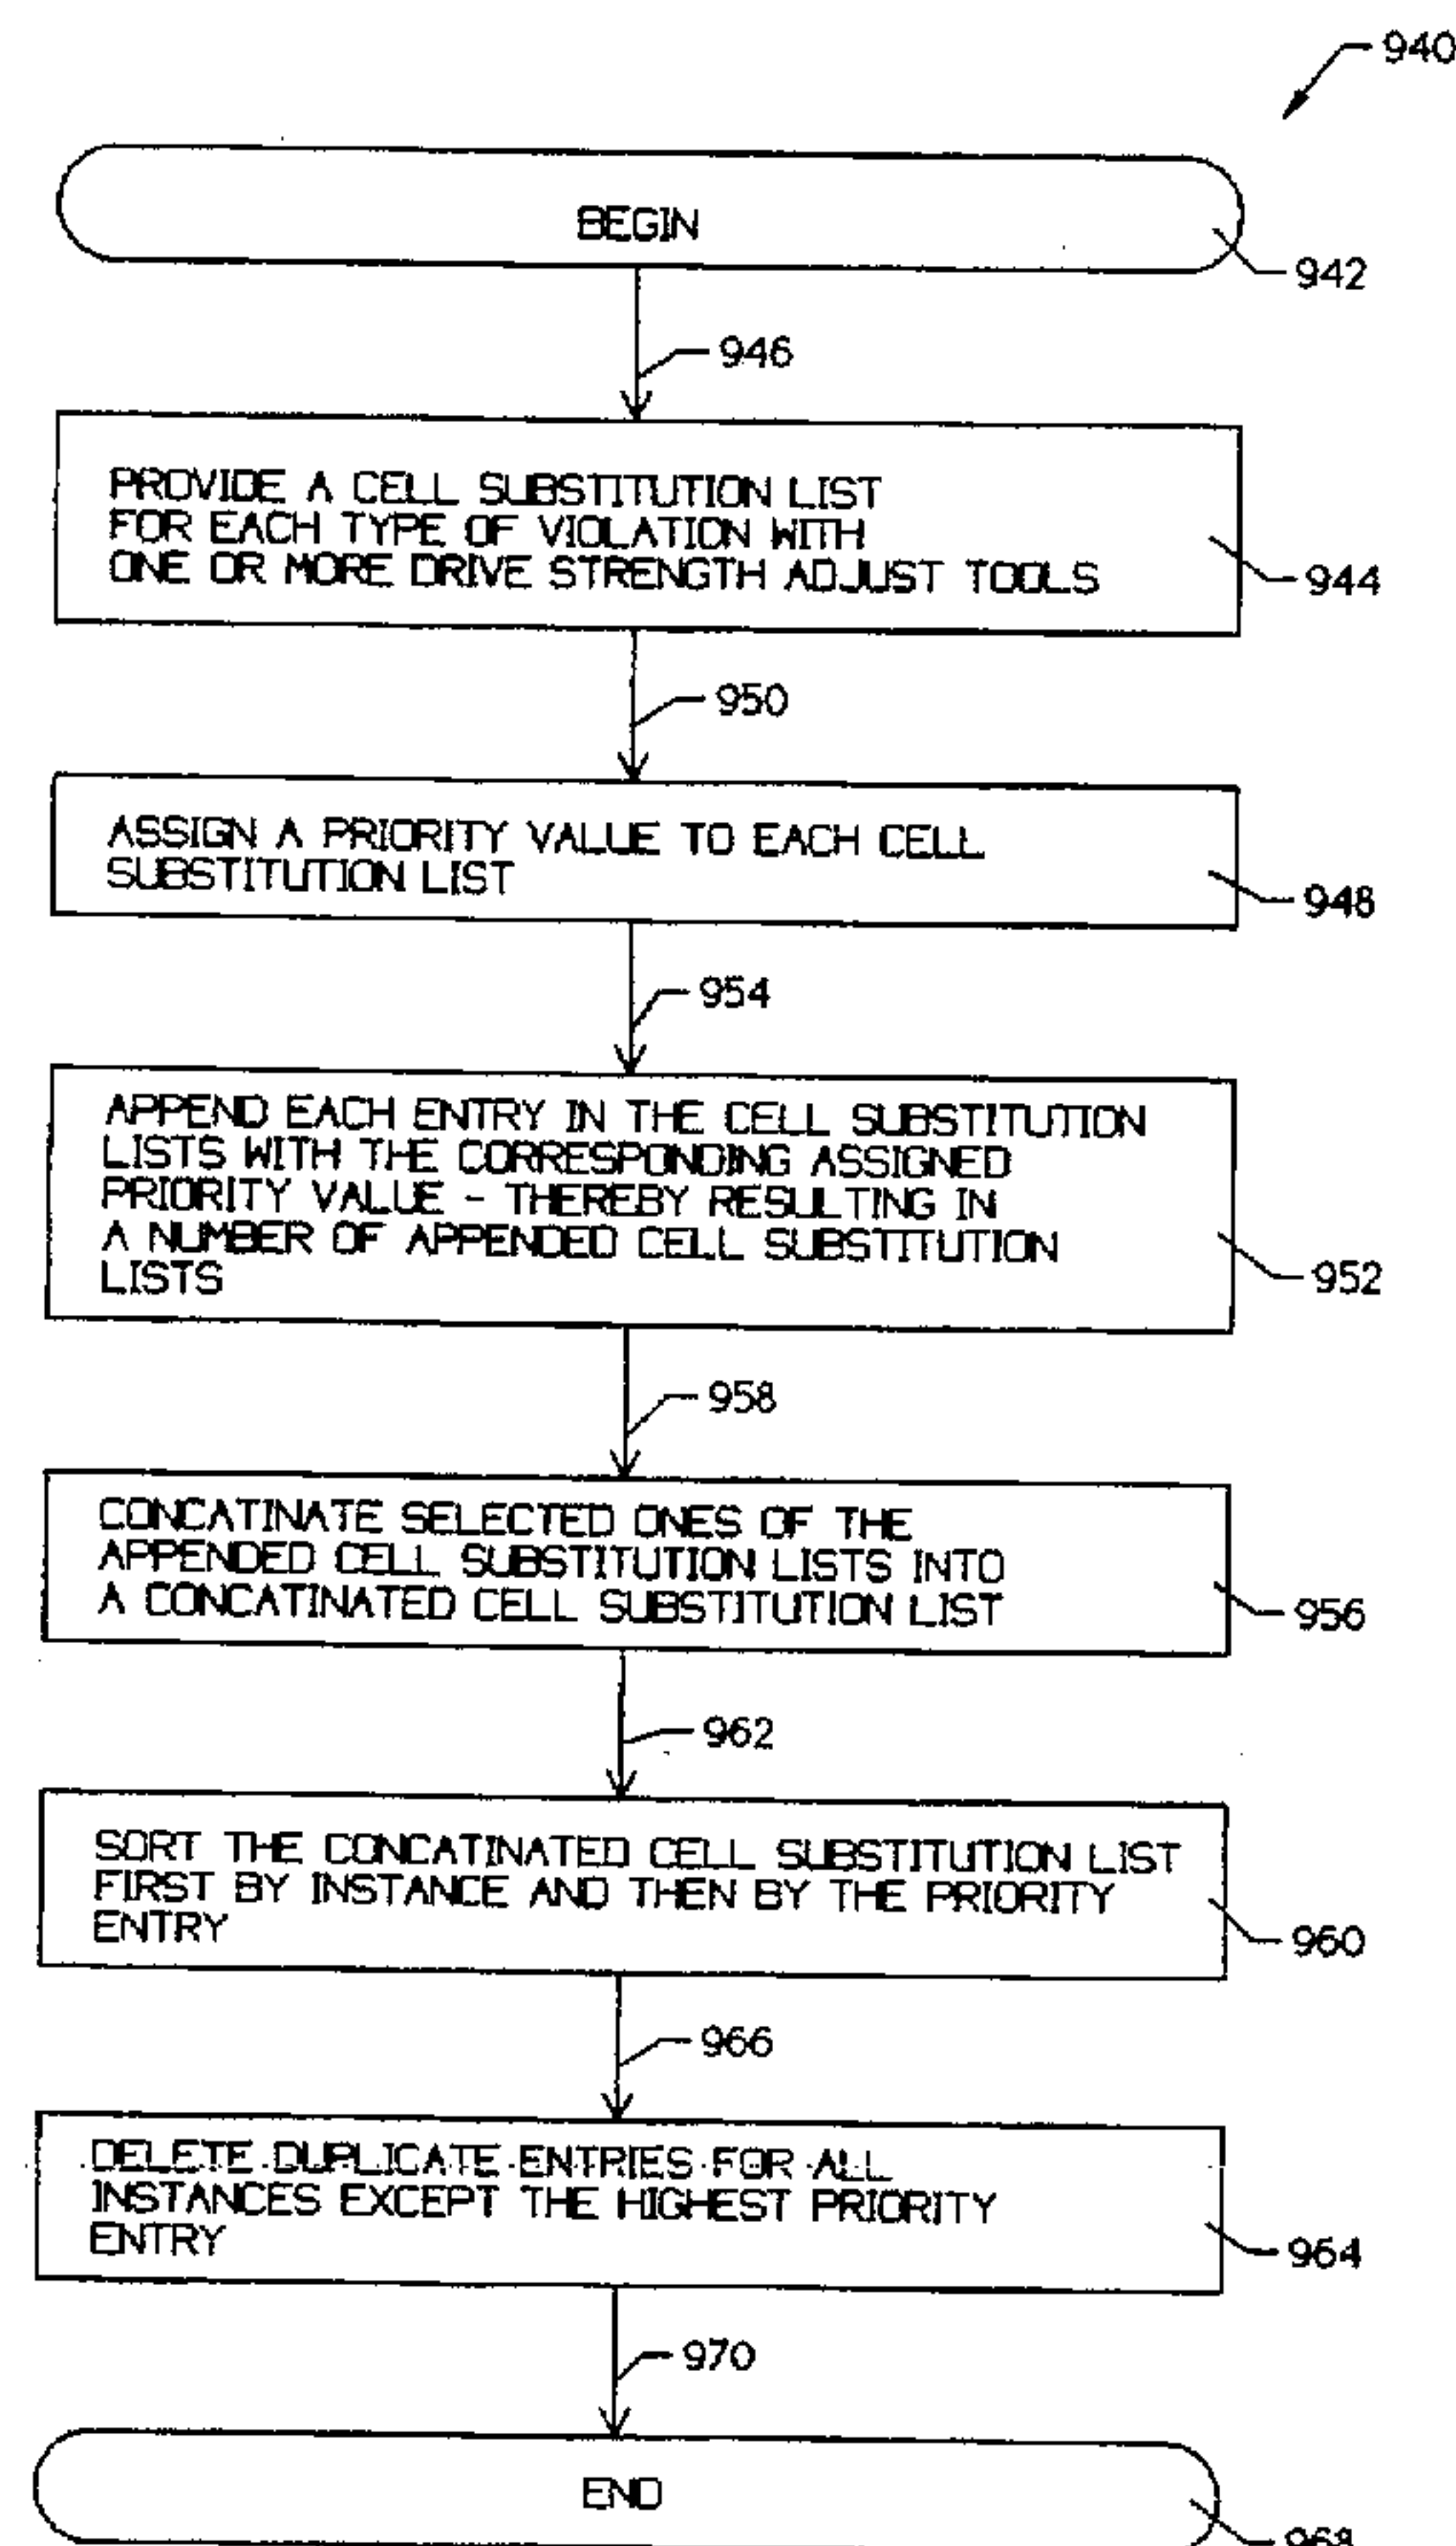 940
BEGIN
942
946
PROVIDE A CELL SUBSTITUTION LIST
FOR EACH TYPE OF VIOLATION WITH
ONE OR MORE DRIVE STRENGTH ADJUST TOOLS
944
950
ASSIGN A PRIORITY VALUE TO EACH CELL
SUBSTITUTION LIST
948
954
APPEND EACH ENTRY IN THE CELL SUBSTITUTION
LISTS WITH THE CORRESPONDING ASSIGNED
PRIORITY VALUE - THEREBY RESULTING IN
A NUMBER OF APPENDED CELL SUBSTITUTION
LISTS
952
958
CONCATINATE SELECTED ONES OF THE
APPENDED CELL SUBSTITUTION LISTS INTO
A CONCATINATED CELL SUBSTITUTION LIST
956
962
SORT THE CONCATINATED CELL SUBSTITUTION LIST
FIRST BY INSTANCE AND THEN BY THE PRIORITY
ENTRY
960
966
DELETE DUPLICATE ENTRIES FOR ALL
INSTANCES EXCEPT THE HIGHEST PRIORITY
ENTRY
964
970
END
968